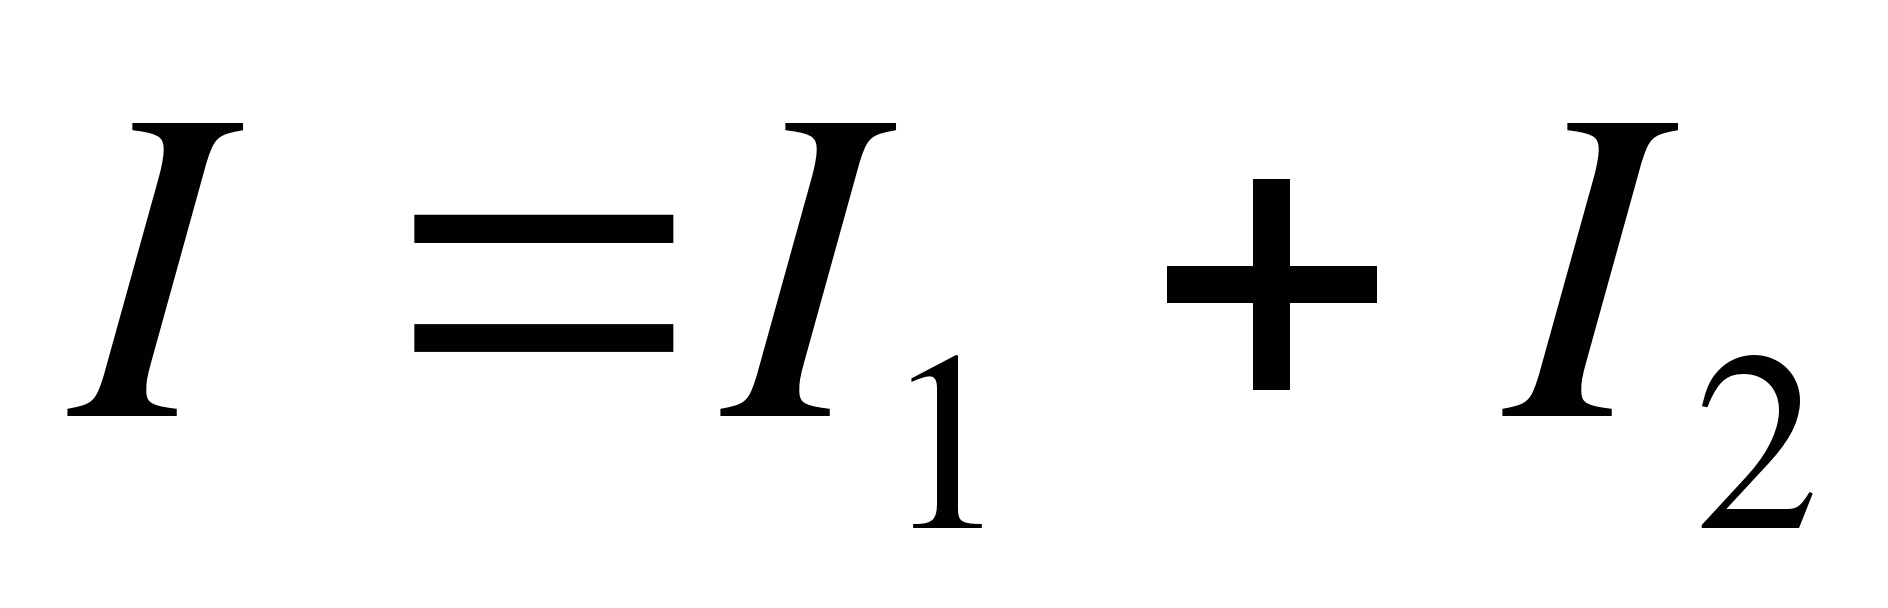 I = I₁ + I₂